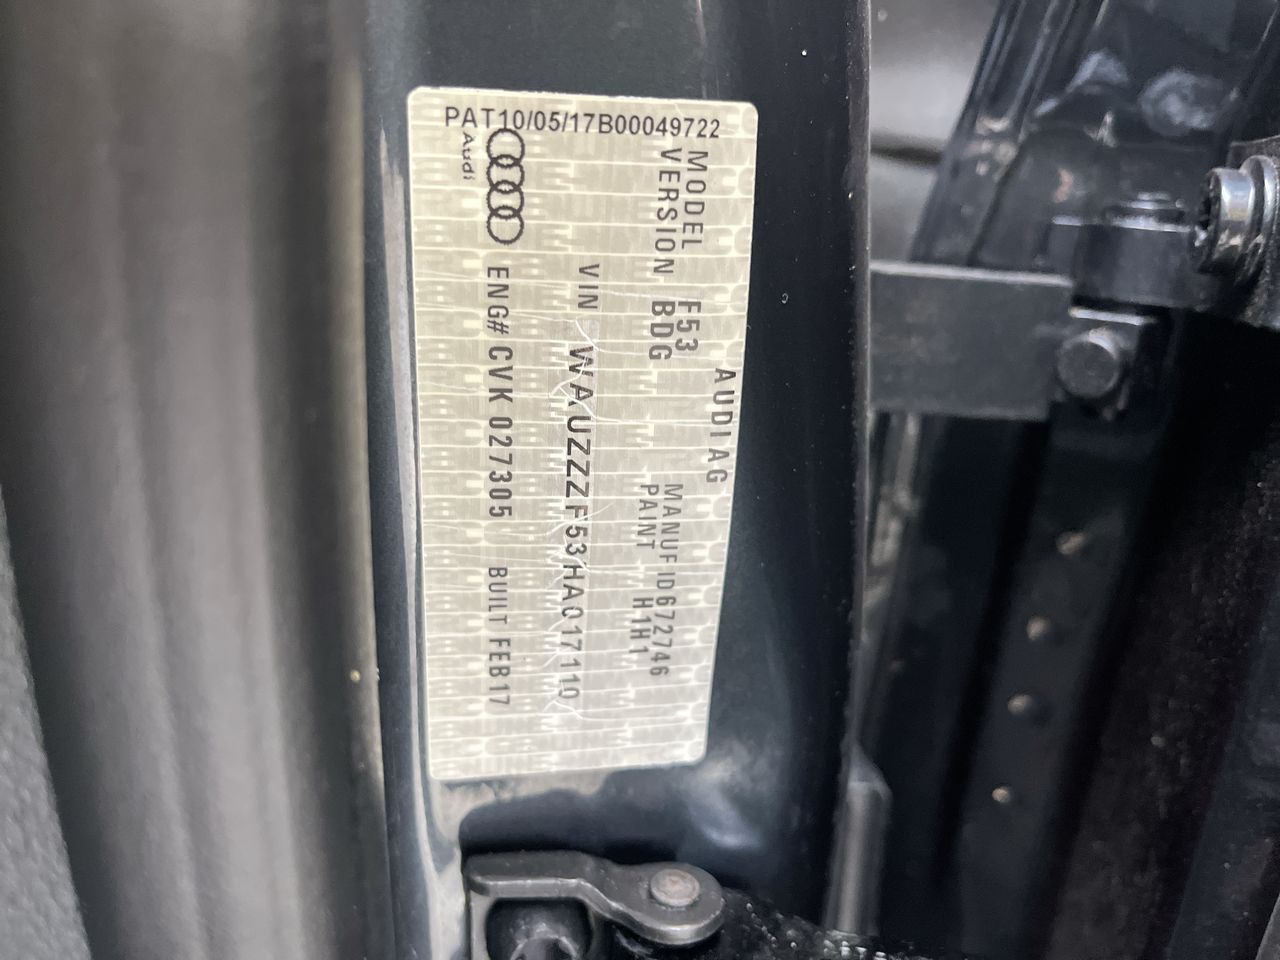 PAT10/05/17B00049722
AUDI AG
MODEL F53 MANUF ID672746
VERSION BDG PAINT H1H1
VIN WAUZZZF53HA017110
Audi ENG# CVK 027305 BUILT FEB17